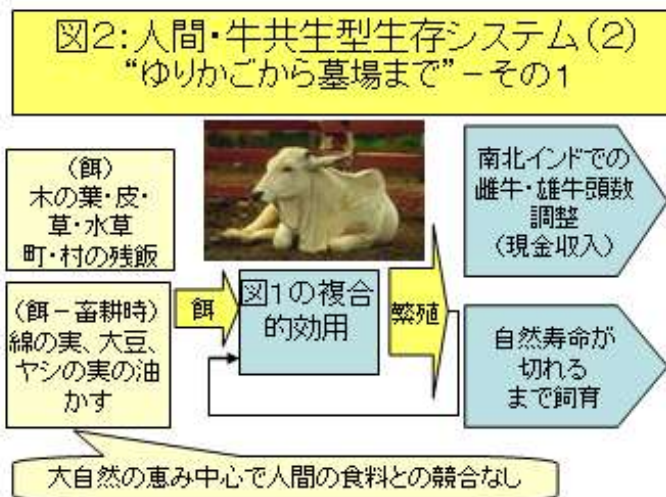 図2：人間・牛共生型生存システム（2）
“ゆりかごから墓場まで”－その1
（餌）
木の葉・皮・
草・水草
町・村の残飯
（餌－畜耕時）
綿の実、大豆、
ヤシの実の油
かす
餌
図1の複合
的効用
繁殖
南北インドでの
雌牛・雄牛頭数
調整
（現金収入）
自然寿命が
切れる
まで飼育
大自然の恵み中心で人間の食料との競合なし